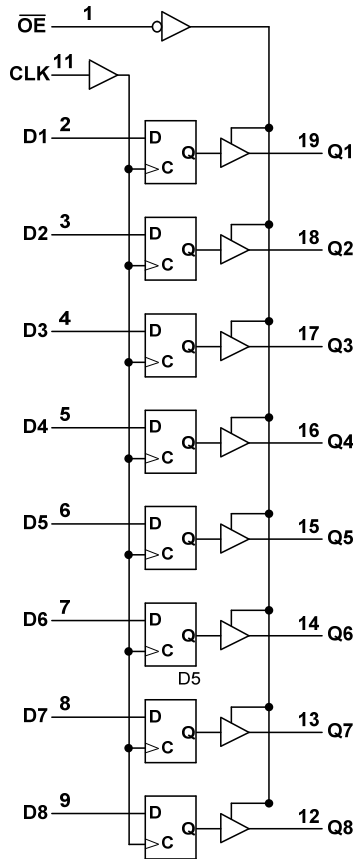 OE 1
CLK 11
D1 2 D C Q 19 Q1
D2 3 D C Q 18 Q2
D3 4 D C Q 17 Q3
D4 5 D C Q 16 Q4
D5 6 D C Q 15 Q5
D6 7 D C Q 14 Q6
D5
D7 8 D C Q 13 Q7
D8 9 D C Q 12 Q8